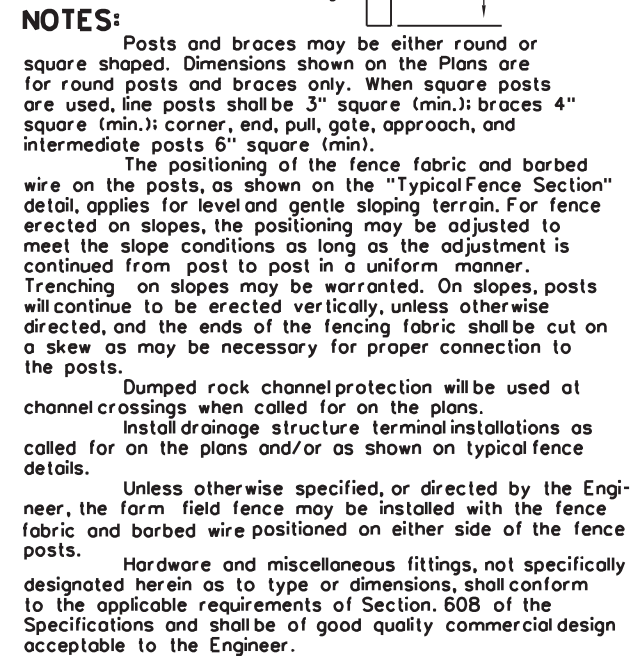 NOTES:
Posts and braces may be either round or
square shaped. Dimensions shown on the Plans are
for round posts and braces only. When square posts
are used, line posts shall be 3" square (min.); braces 4"
square (min.); corner, end, pull, gate, approach, and
intermediate posts 6" square (min).
The positioning of the fence fabric and barbed
wire on the posts, as shown on the "Typical Fence Section"
detail, applies for level and gentle sloping terrain. For fence
erected on slopes, the positioning may be adjusted to
meet the slope conditions as long as the adjustment is
continued from post to post in a uniform manner.
Trenching on slopes may be warranted. On slopes, posts
will continue to be erected vertically, unless otherwise
directed, and the ends of the fencing fabric shall be cut on
a skew as may be necessary for proper connection to
the posts.
Dumped rock channel protection will be used at
channel crossings when called for on the plans.
Install drainage structure terminal installations as
called for on the plans and/or as shown on typical fence
details.
Unless otherwise specified, or directed by the Engi-
neer, the farm field fence may be installed with the fence
fabric and barbed wire positioned on either side of the fence
posts.
Hardware and miscellaneous fittings, not specifically
designated herein as to type or dimensions, shall conform
to the applicable requirements of Section. 608 of the
Specifications and shall be of good quality commercial design
acceptable to the Engineer.